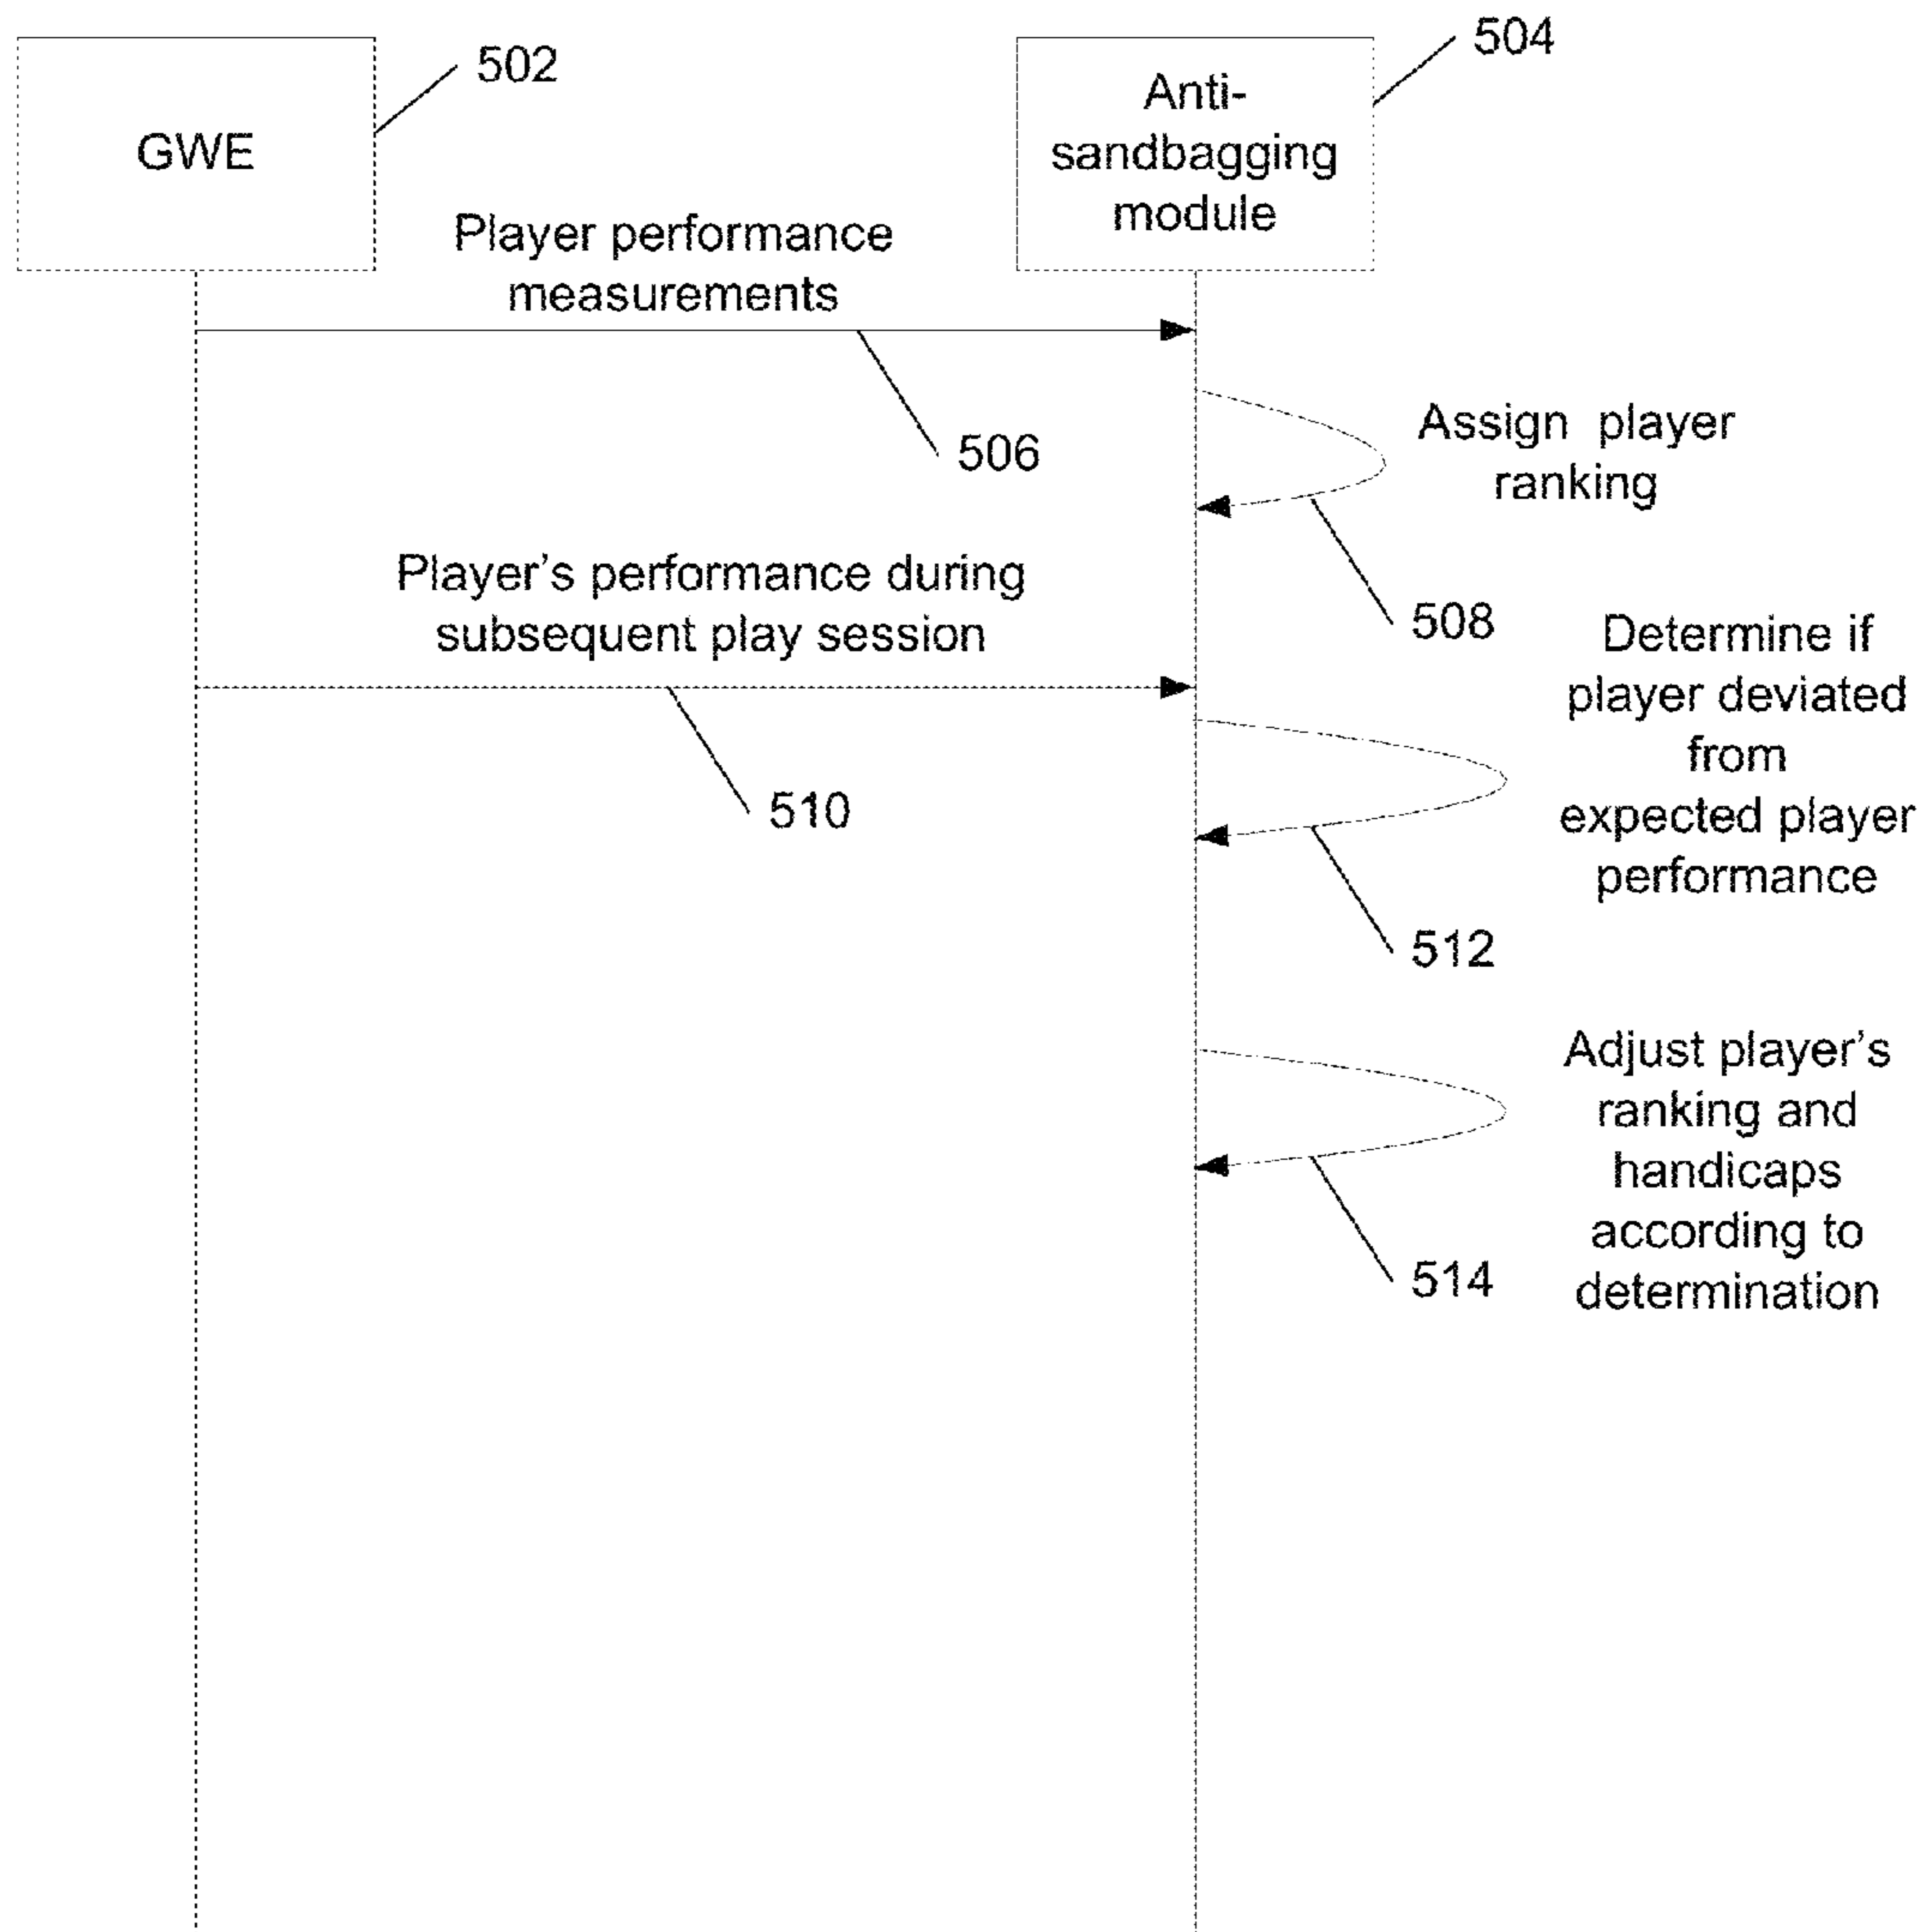 502
504
GWE
Anti-
sandbagging
module
Player performance
measurements
506
Assign player
ranking
508
Player's performance during
subsequent play session
510
Determine if
player deviated
from
expected player
performance
512
Adjust player's
ranking and
handicaps
according to
determination
514